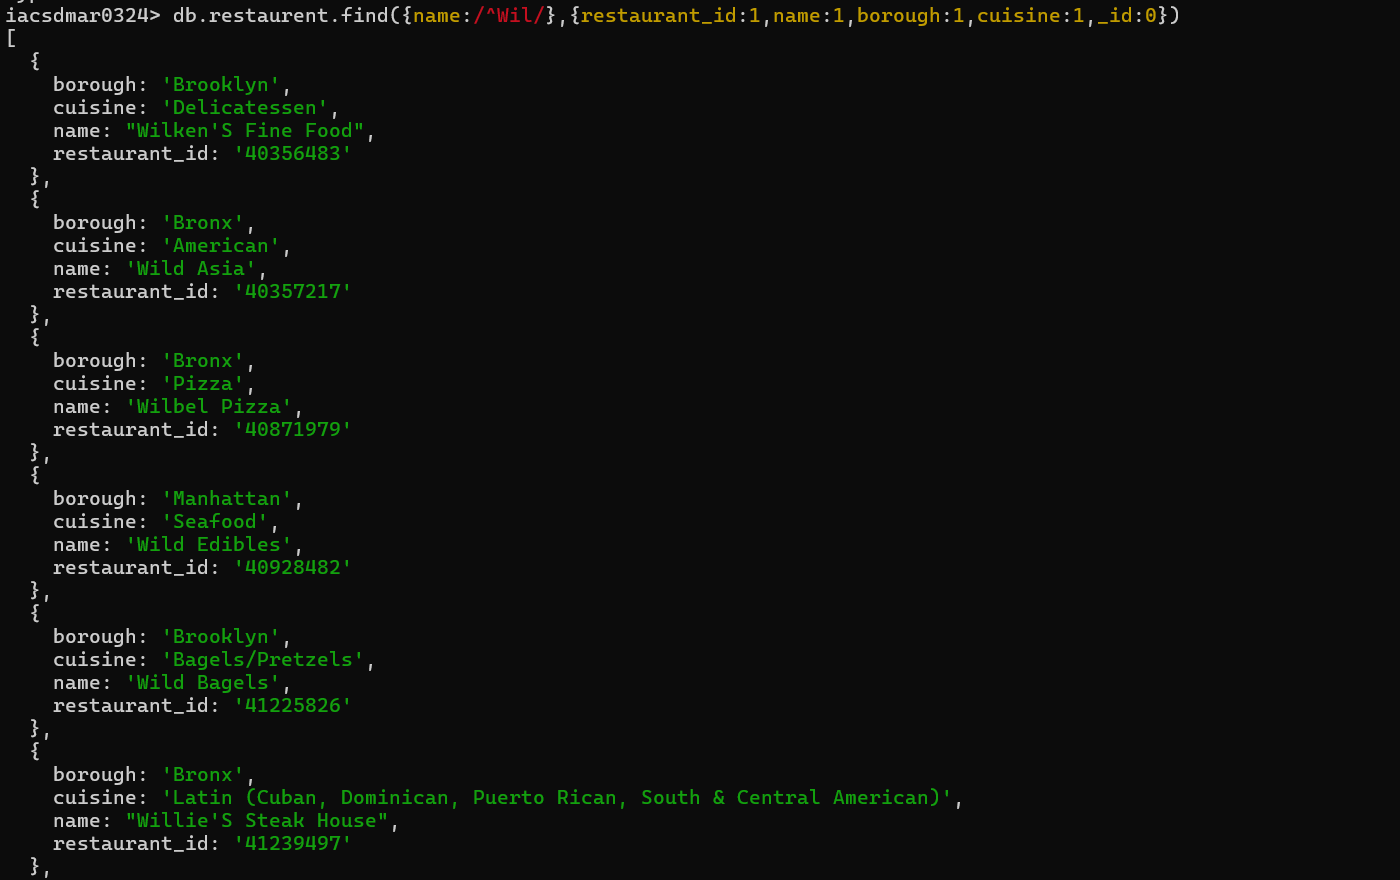 iacsdmar0324> db.restaurent.find({name:/^Wil/},{restaurant_id:1,name:1,borough:1,cuisine:1,_id:0})
[
  {
    borough: 'Brooklyn',
    cuisine: 'Delicatessen',
    name: "Wilken'S Fine Food",
    restaurant_id: '40356483'
  },
  {
    borough: 'Bronx',
    cuisine: 'American',
    name: 'Wild Asia',
    restaurant_id: '40357217'
  },
  {
    borough: 'Bronx',
    cuisine: 'Pizza',
    name: 'Wilbel Pizza',
    restaurant_id: '40871979'
  },
  {
    borough: 'Manhattan',
    cuisine: 'Seafood',
    name: 'Wild Edibles',
    restaurant_id: '40928482'
  },
  {
    borough: 'Brooklyn',
    cuisine: 'Bagels/Pretzels',
    name: 'Wild Bagels',
    restaurant_id: '41225826'
  },
  {
    borough: 'Bronx',
    cuisine: 'Latin (Cuban, Dominican, Puerto Rican, South & Central American)',
    name: "Willie'S Steak House",
    restaurant_id: '41239497'
  },